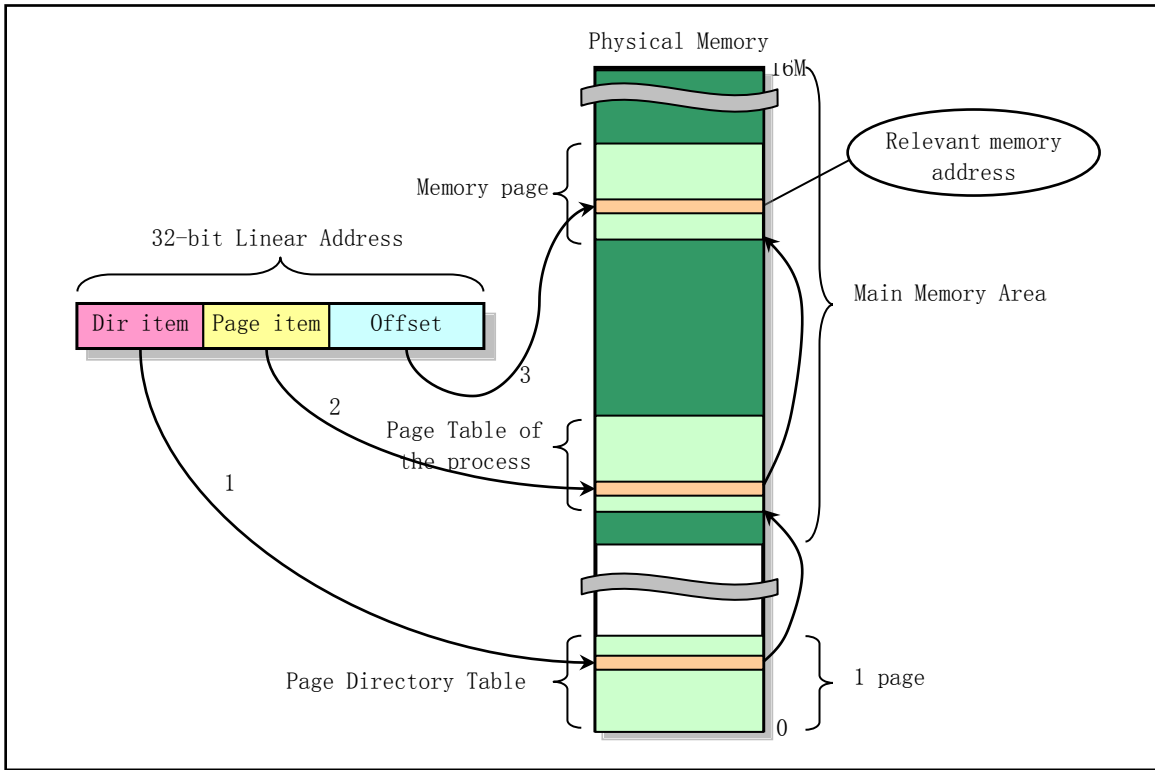 Physical Memory
16M
Relevant memory
address
Memory page
32-bit Linear Address
Main Memory Area
Dir item
Page item
Offset
3
2
Page Table of
the process
1
Page Directory Table
1 page
0